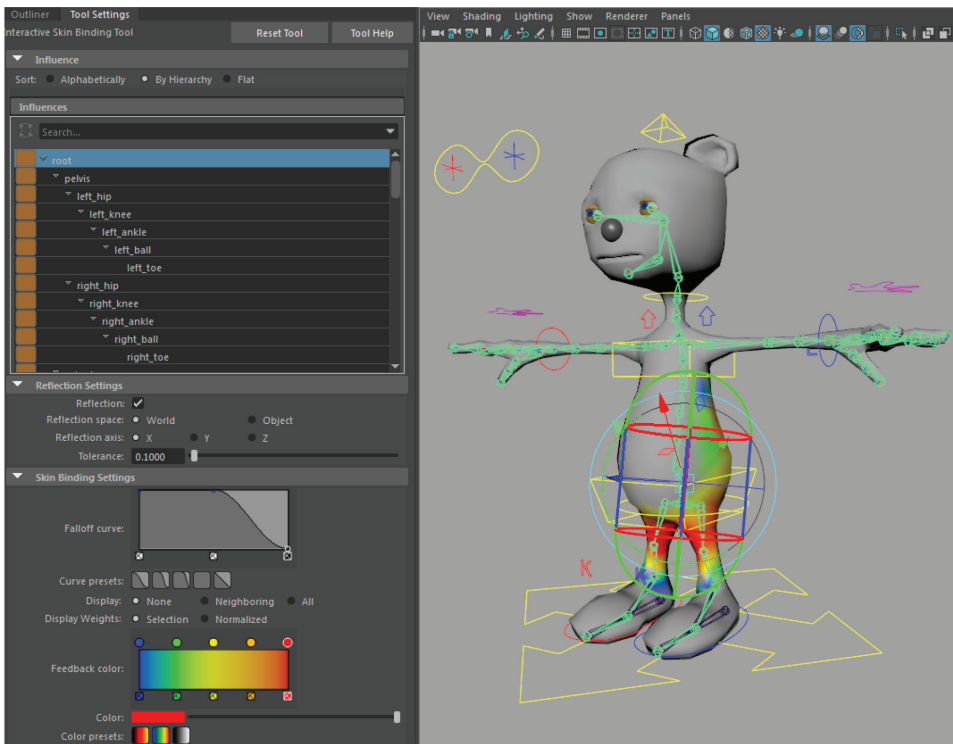 Outliner Tool Settings
Interactive Skin Binding Tool Reset Tool Tool Help
Influence
Sort: Alphabetically By Hierarchy Flat
Influences
Search...
root
pelvis
left_hip
left_knee
left_ankle
left_ball
left_toe
right_hip
right_knee
right_ankle
right_ball
right_toe
Reflection Settings
Reflection:
Reflection space: World Object
Reflection axis: X Y Z
Tolerance: 0.1000
Skin Binding Settings
Falloff curve:
Curve presets:
Display: None Neighboring All
Display Weights: Selection Normalized
Feedback color:
Color:
Color presets:
View Shading Lighting Show Renderer Panels
K